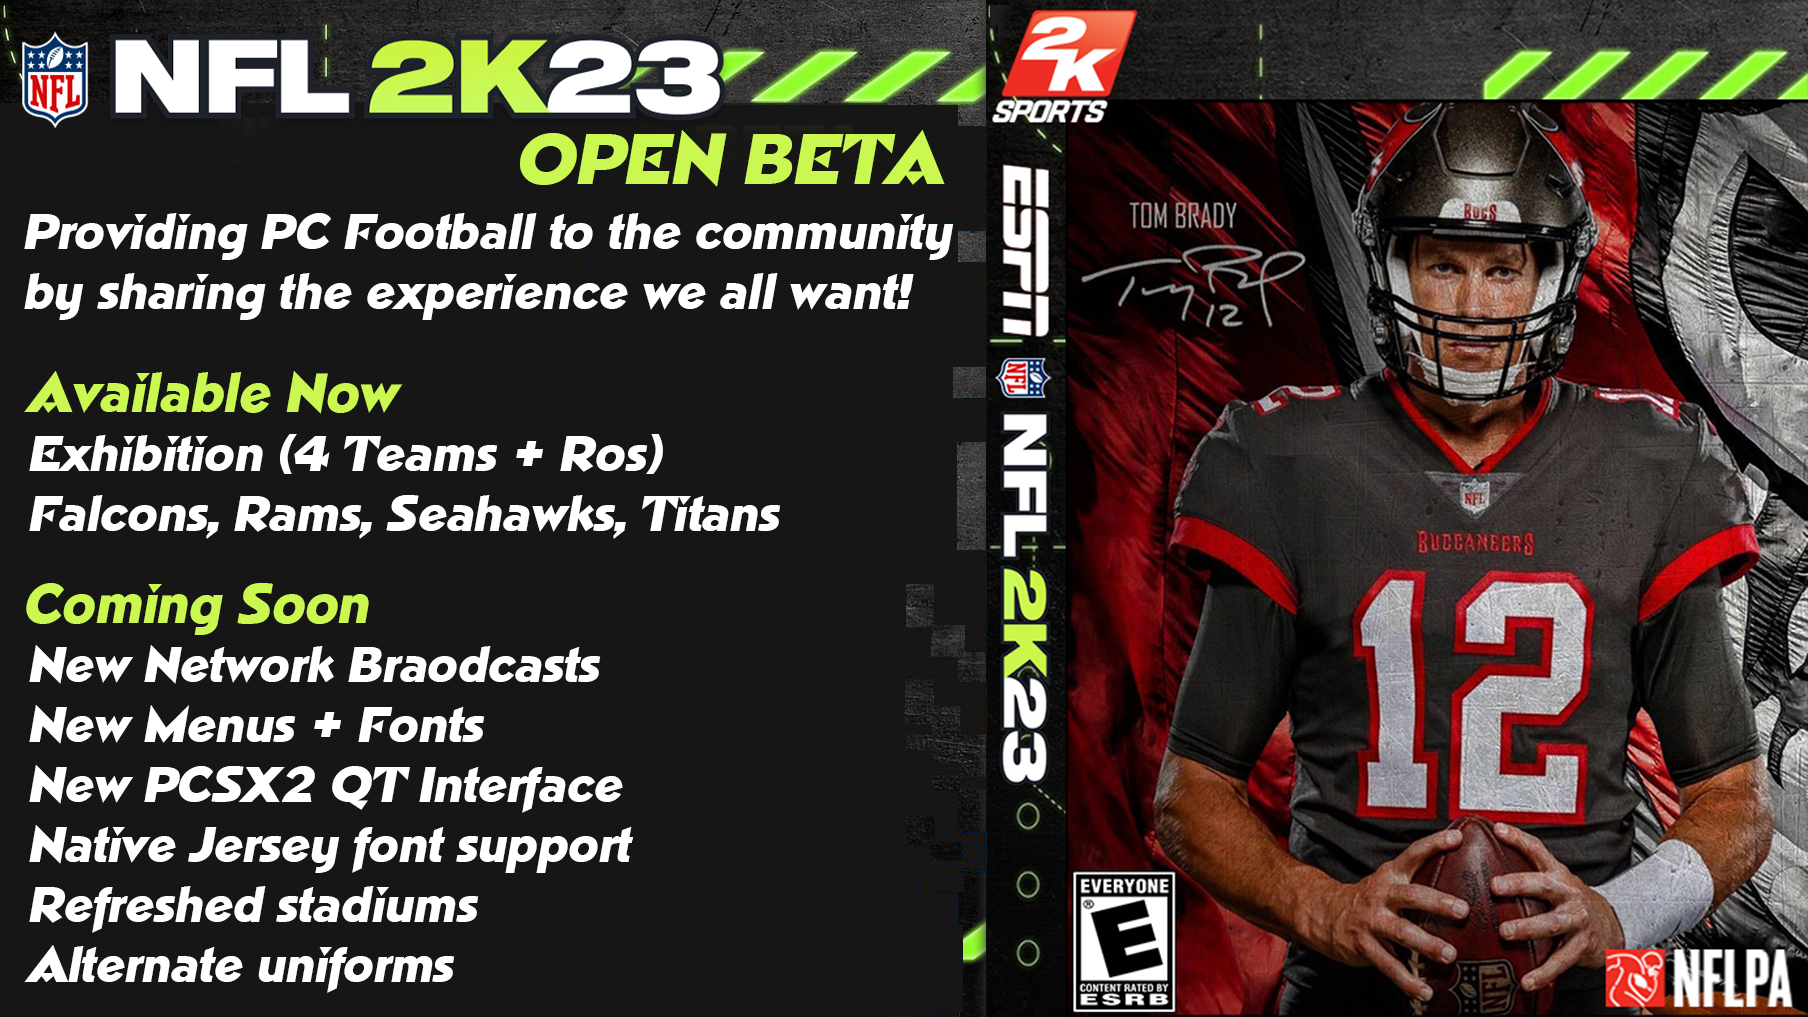 NFL
NFL 2K23
OPEN BETA
Providing PC Football to the community
by sharing the experience we all want!
Available Now
Exhibition (4 Teams + Ros)
Falcons, Rams, Seahawks, Titans
Coming Soon
New Network Braodcasts
New Menus + Fonts
New PCSX2 QT Interface
Native Jersey font support
Refreshed stadiums
Alternate uniforms
2K
SPORTS
ESPN
NFL
NFL 2K23
TOM BRADY
12
BUCS
NFL
BUCCANEERS
12
NFL
EVERYONE
E
®
CONTENT RATED BY
ESRB
NFLPA